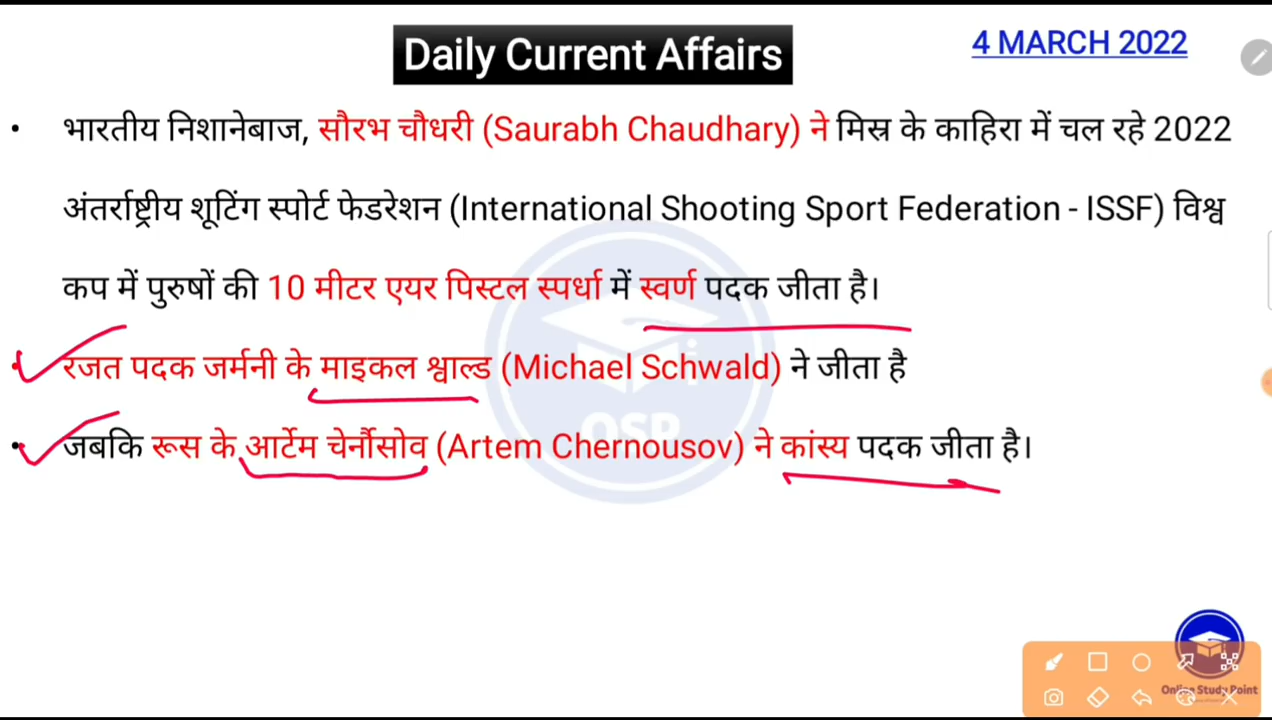 Daily Current Affairs
4 MARCH 2022
• भारतीय निशानेबाज, सौरभ चौधरी (Saurabh Chaudhary) ने मिस्र के काहिरा में चल रहे 2022
अंतर्राष्ट्रीय शूटिंग स्पोर्ट फेडरेशन (International Shooting Sport Federation - ISSF) विश्व
कप में पुरुषों की 10 मीटर एयर पिस्टल स्पर्धा में स्वर्ण पदक जीता है।
• रजत पदक जर्मनी के माइकल श्वाल्ड (Michael Schwald) ने जीता है
• जबकि रूस के आर्टेम चेर्नौसोव (Artem Chernousov) ने कांस्य पदक जीता है।
OSP
Online Study Point